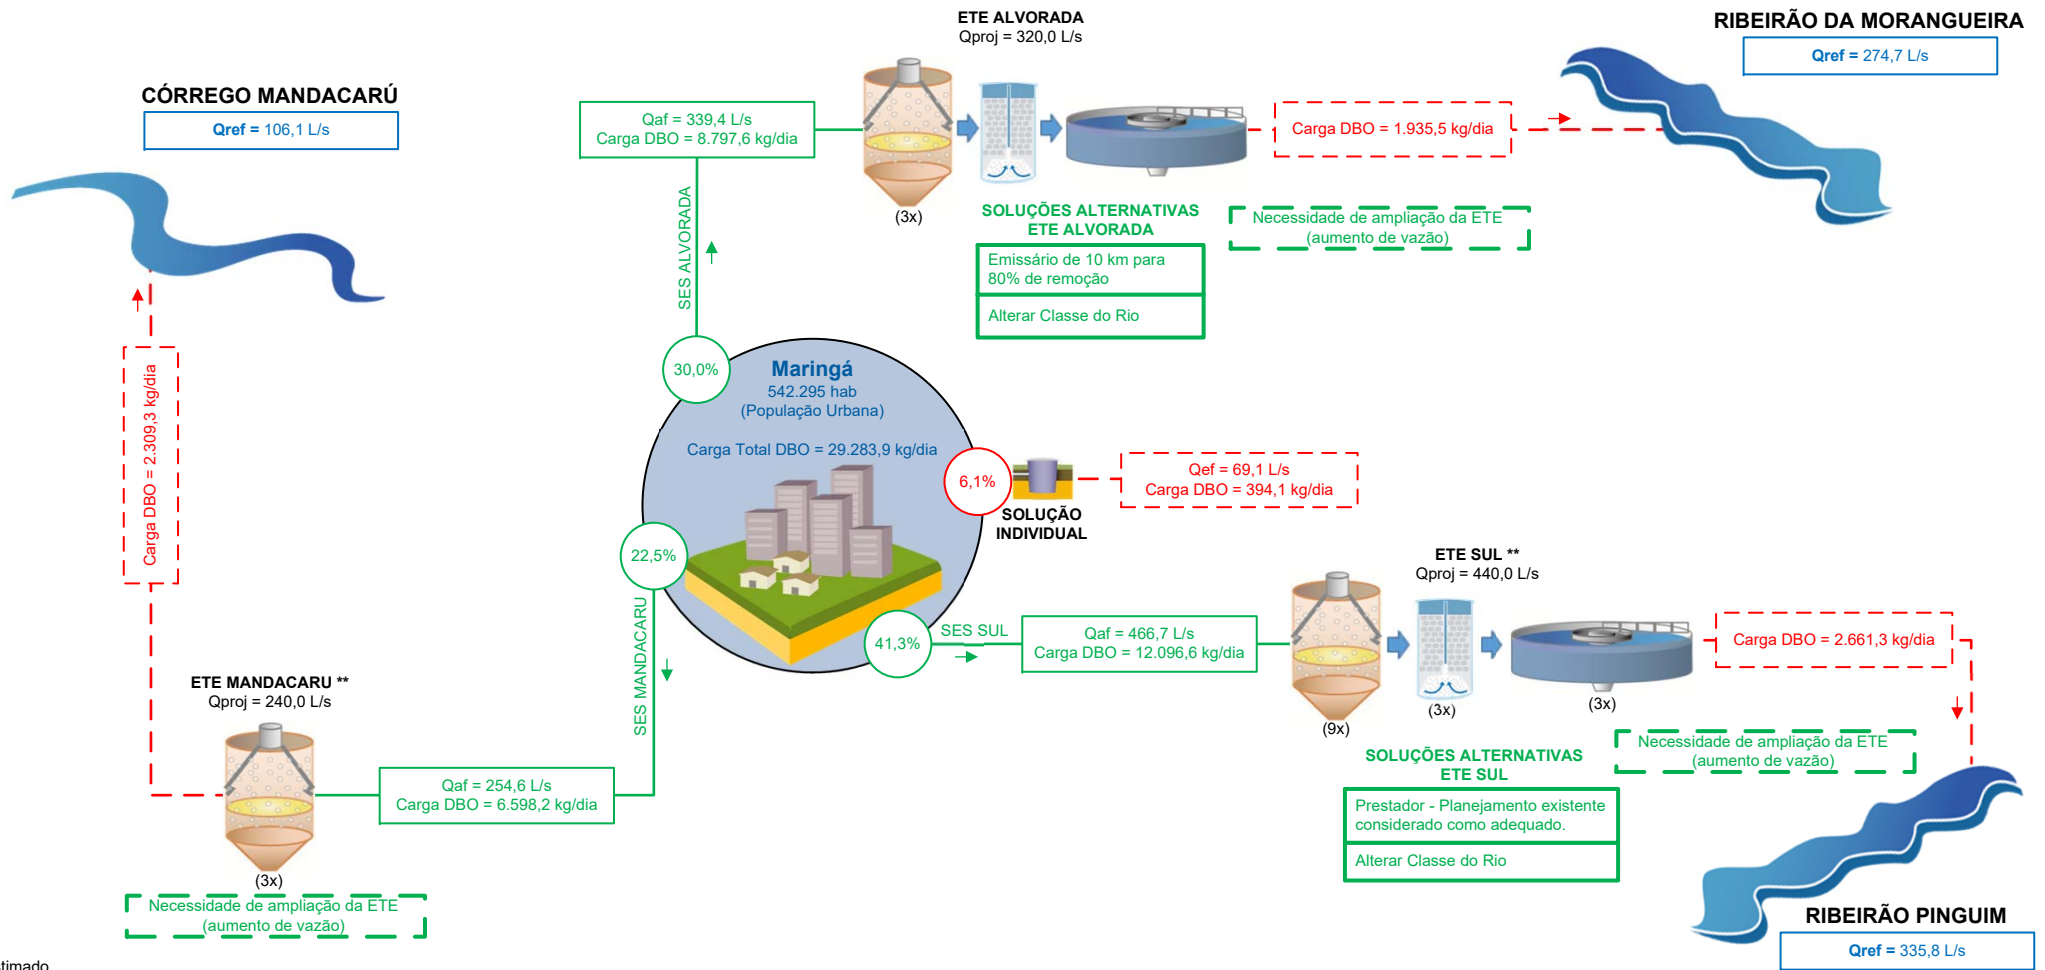 ETE ALVORADA
Qproj = 320,0 L/s
RIBEIRÃO DA MORANGUEIRA
Qref = 274,7 L/s
CÓRREGO MANDACARÚ
Qref = 106,1 L/s
Qaf = 339,4 L/s
Carga DBO = 8.797,6 kg/dia
Carga DBO = 1.935,5 kg/dia
(3x)
SOLUÇÕES ALTERNATIVAS
ETE ALVORADA
Emissário de 10 km para
80% de remoção
Alterar Classe do Rio
Necessidade de ampliação da ETE
(aumento de vazão)
SES ALVORADA
30,0%
Maringá
542.295 hab
(População Urbana)
Carga Total DBO = 29.283,9 kg/dia
6,1%
SOLUÇÃO
INDIVIDUAL
Qef = 69,1 L/s
Carga DBO = 394,1 kg/dia
Carga DBO = 2.309,3 kg/dia
22,5%
SES MANDACARU
41,3%
SES SUL
Qaf = 466,7 L/s
Carga DBO = 12.096,6 kg/dia
ETE SUL **
Qproj = 440,0 L/s
(9x)
(3x)
(3x)
Carga DBO = 2.661,3 kg/dia
SOLUÇÕES ALTERNATIVAS
ETE SUL
Prestador - Planejamento existente
considerado como adequado.
Alterar Classe do Rio
Necessidade de ampliação da ETE
(aumento de vazão)
ETE MANDACARU **
Qproj = 240,0 L/s
Qaf = 254,6 L/s
Carga DBO = 6.598,2 kg/dia
(3x)
Necessidade de ampliação da ETE
(aumento de vazão)
RIBEIRÃO PINGUIM
Qref = 335,8 L/s